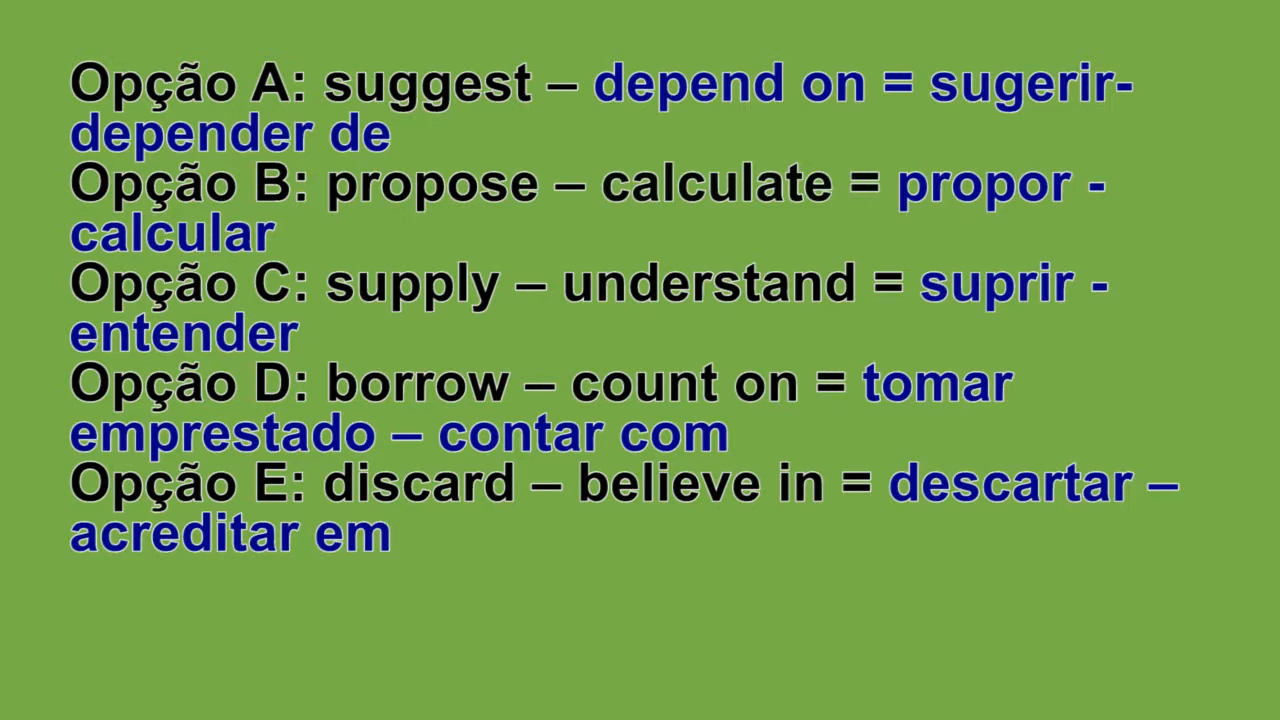 Opção A: suggest – depend on = sugerir-
depender de
Opção B: propose – calculate = propor -
calcular
Opção C: supply – understand = suprir -
entender
Opção D: borrow – count on = tomar
emprestado – contar com
Opção E: discard – believe in = descartar –
acreditar em